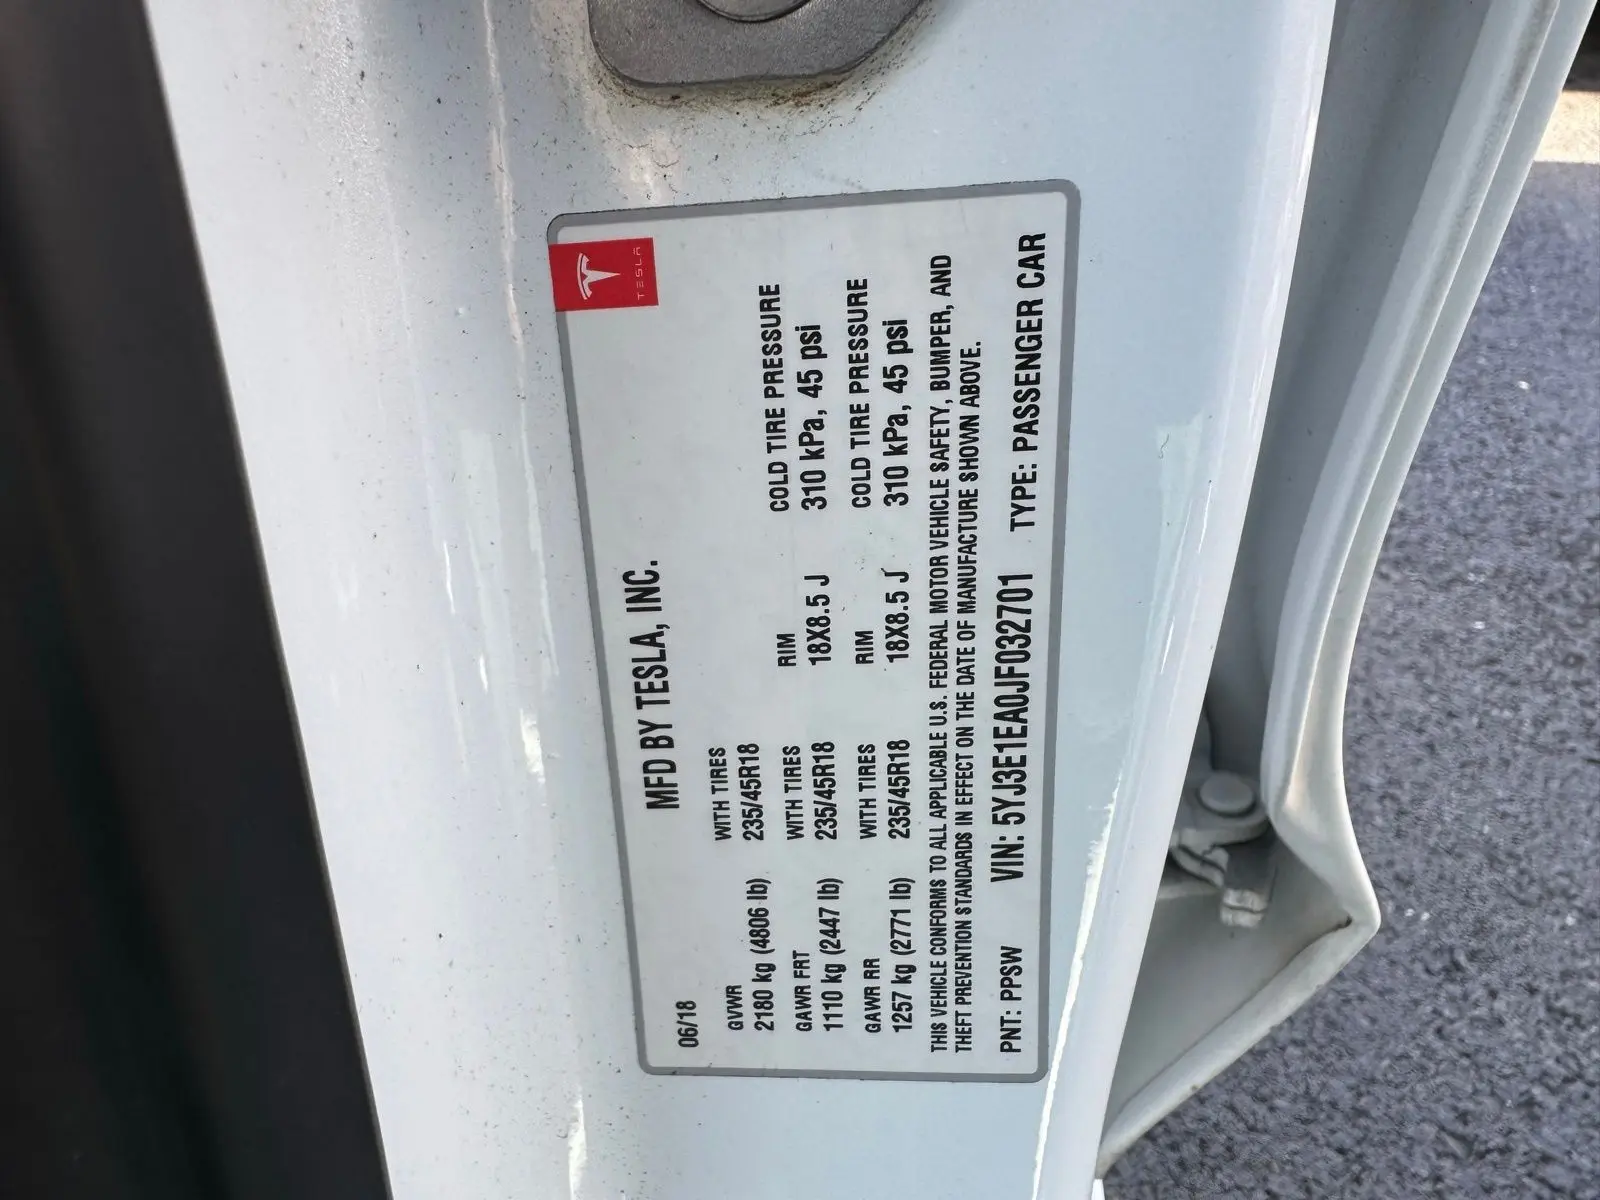 TESLA
MFD BY TESLA, INC.
06/18
GVWR WITH TIRES
2180 kg (4806 lb) 235/45R18
GAWR FRT WITH TIRES RIM COLD TIRE PRESSURE
1110 kg (2447 lb) 235/45R18 18X8.5 J 310 kPa, 45 psi
GAWR RR WITH TIRES RIM COLD TIRE PRESSURE
1257 kg (2771 lb) 235/45R18 18X8.5 J 310 kPa, 45 psi
THIS VEHICLE CONFORMS TO ALL APPLICABLE U.S. FEDERAL MOTOR VEHICLE SAFETY, BUMPER, AND
THEFT PREVENTION STANDARDS IN EFFECT ON THE DATE OF MANUFACTURE SHOWN ABOVE.
PNT: PPSW VIN: 5YJ3E1EA0JF032701 TYPE: PASSENGER CAR